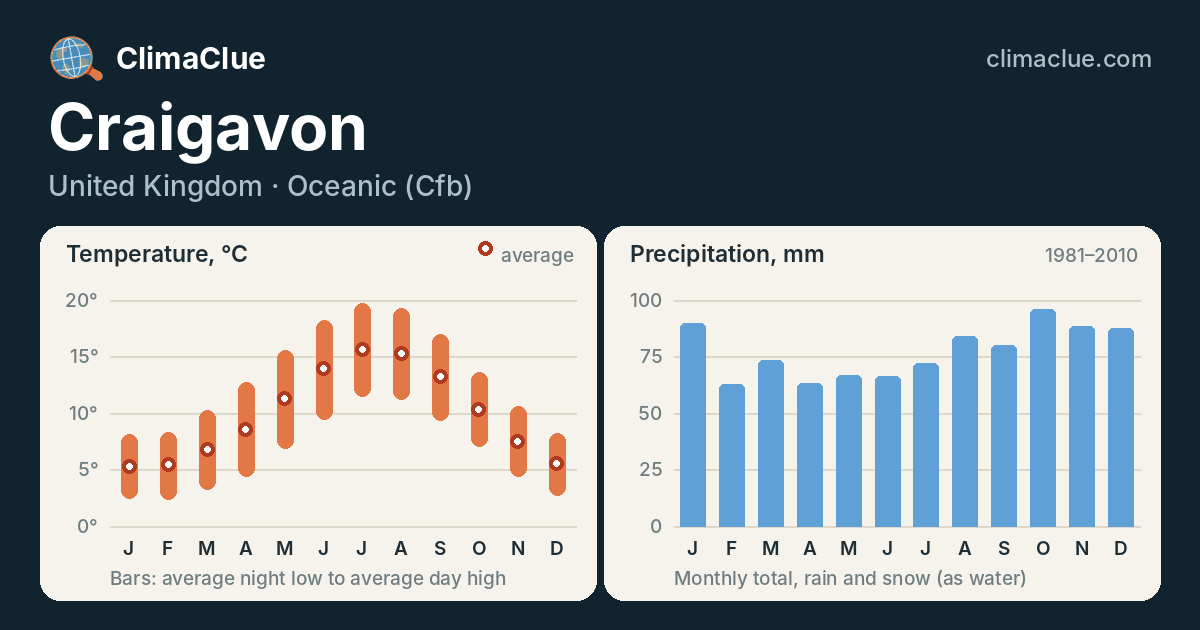 ClimaClue
climaclue.com
Craigavon
United Kingdom · Oceanic (Cfb)
Temperature, °C
average
20°
15°
10°
5°
0°
J F M A M J J A S O N D
Bars: average night low to average day high
Precipitation, mm
1981–2010
100
75
50
25
0
J F M A M J J A S O N D
Monthly total, rain and snow (as water)